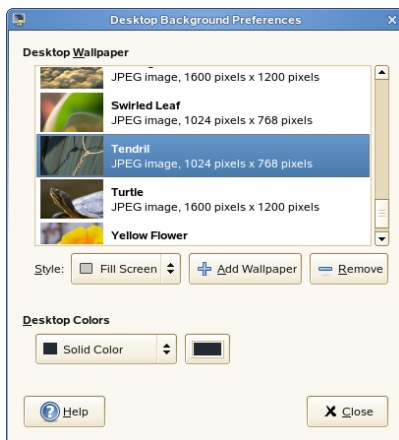 Desktop Background Preferences
Desktop Wallpaper
JPEG image, 1600 pixels x 1200 pixels
Swirled Leaf
JPEG image, 1024 pixels x 768 pixels
Tendril
JPEG image, 1024 pixels x 768 pixels
Turtle
JPEG image, 1600 pixels x 1200 pixels
Yellow Flower
Style: Fill Screen Add Wallpaper Remove
Desktop Colors
Solid Color
Help Close